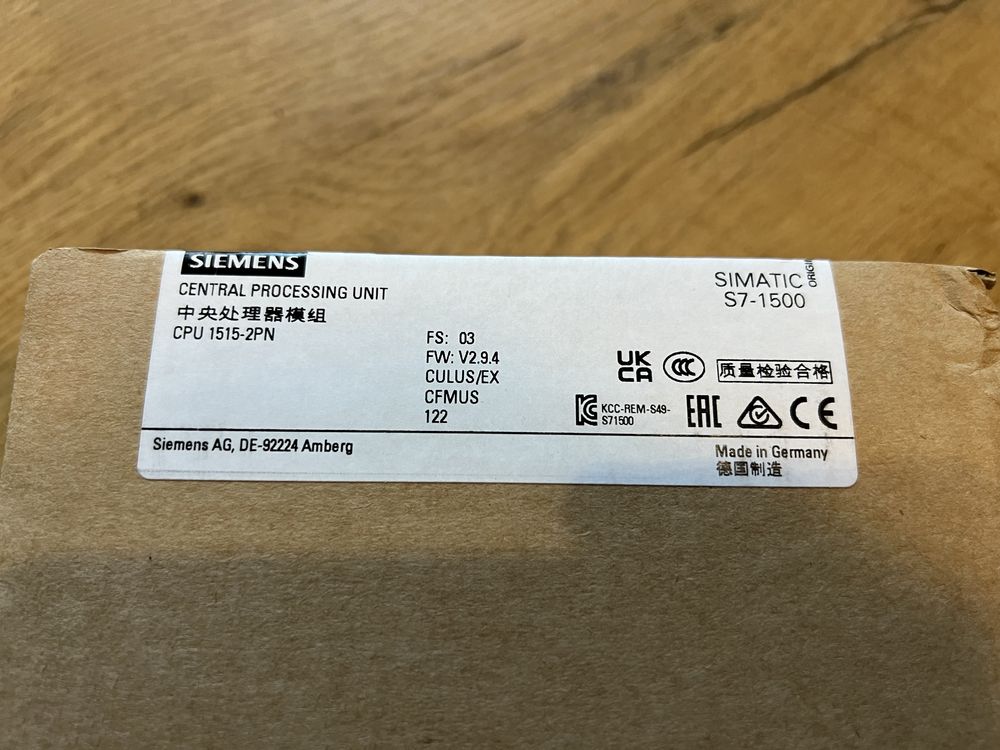 SIEMENS
CENTRAL PROCESSING UNIT
中央处理器模组
CPU 1515-2PN
SIMATIC
S7-1500
FS: 03
FW: V2.9.4
CULUS/EX
CFMUS
122
UK
CA
CCC
质量检验合格
KCC-REM-S49-
S71500
EAC
CE
Siemens AG, DE-92224 Amberg
Made in Germany
德国制造